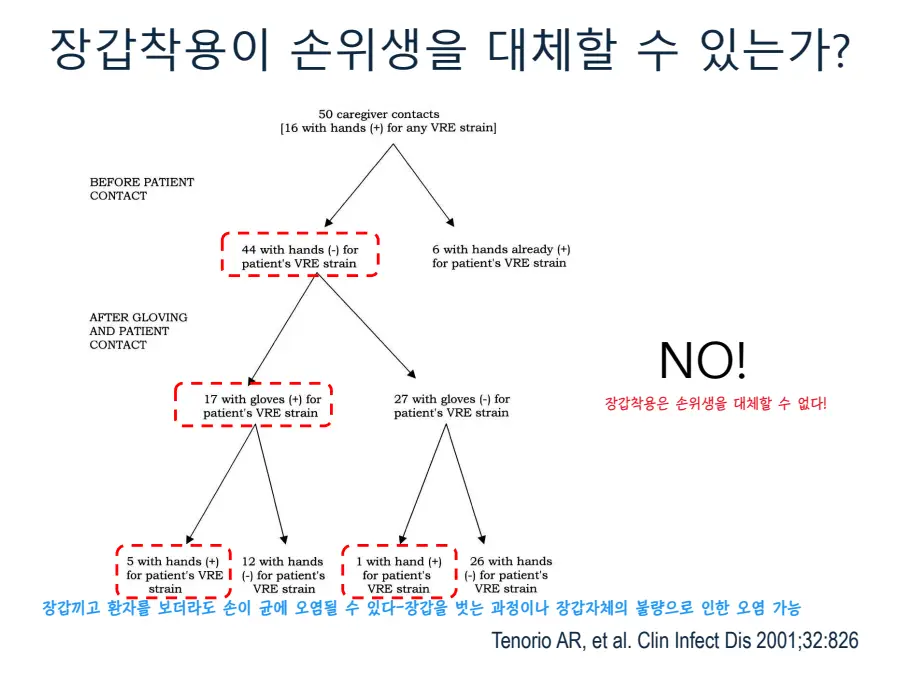 장갑착용이 손위생을 대체할 수 있는가?
50 caregiver contacts
[16 with hands (+) for any VRE strain]
BEFORE PATIENT
CONTACT
44 with hands (-) for
patient's VRE strain
6 with hands already (+)
for patient's VRE strain
AFTER GLOVING
AND PATIENT
CONTACT
17 with gloves (+) for
patient's VRE strain
27 with gloves (-) for
patient's VRE strain
NO!
장갑착용은 손위생을 대체할 수 없다!
5 with hands (+)
for patient's VRE
strain
12 with hands
(-) for patient's
VRE strain
1 with hand (+)
for patient's
VRE strain
26 with hands
(-) for patient's
VRE strain
장갑끼고 환자를 보더라도 손이 균에 오염될 수 있다-장갑을 벗는 과정이나 장갑자체의 불량으로 인한 오염 가능
Tenorio AR, et al. Clin Infect Dis 2001;32:826